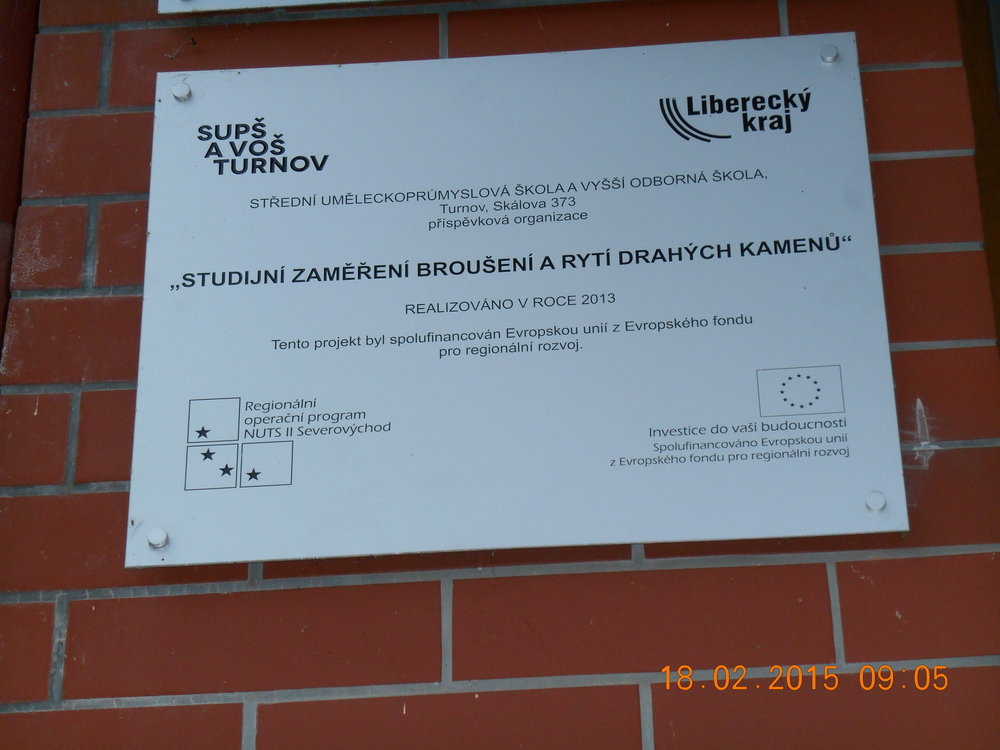 SUPŠ
A VOŠ
TURNOV
Liberecký
kraj
STŘEDNÍ UMĚLECKOPRŮMYSLOVÁ ŠKOLA A VYŠŠÍ ODBORNÁ ŠKOLA,
Turnov, Skálova 373
příspěvková organizace
„STUDIJNÍ ZAMĚŘENÍ BROUŠENÍ A RYTÍ DRAHÝCH KAMENŮ“
REALIZOVÁNO V ROCE 2013
Tento projekt byl spolufinancován Evropskou unií z Evropského fondu
pro regionální rozvoj.
Regionální
operační program
NUTS II Severovýchod
Investice do vaší budoucnosti
Spolufinancováno Evropskou unií
z Evropského fondu pro regionální rozvoj
18.02.2015 09:05